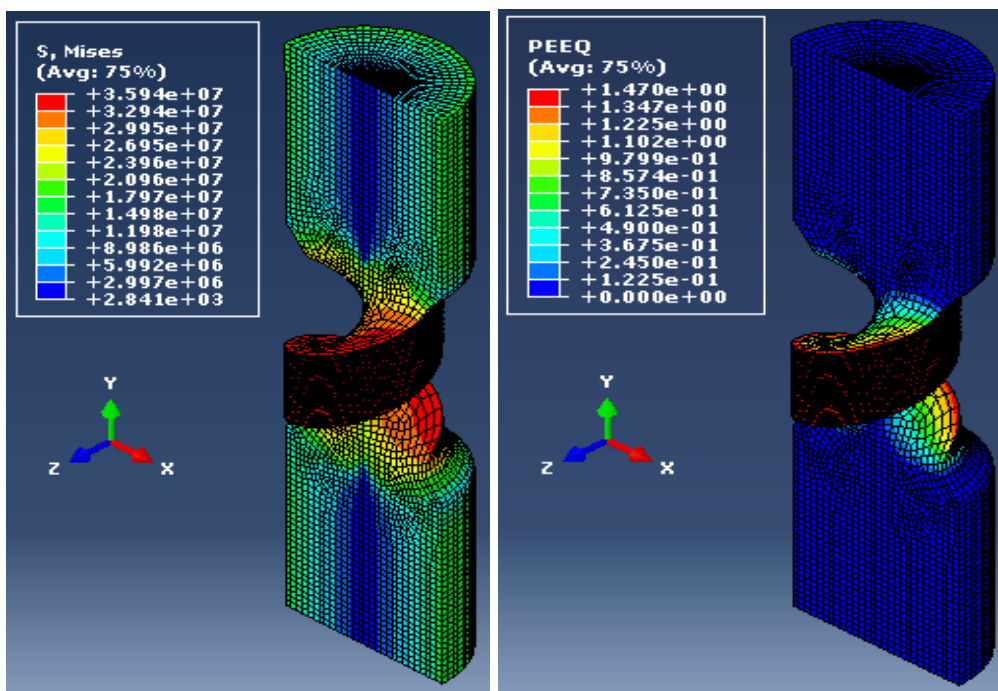 S, Mises
(Avg: 75%)
+3.594e+07
+3.294e+07
+2.995e+07
+2.695e+07
+2.396e+07
+2.096e+07
+1.797e+07
+1.498e+07
+1.198e+07
+8.986e+06
+5.992e+06
+2.997e+06
+2.841e+03
Y
Z
X
PEEQ
(Avg: 75%)
+1.470e+00
+1.347e+00
+1.225e+00
+1.102e+00
+9.799e-01
+8.574e-01
+7.350e-01
+6.125e-01
+4.900e-01
+3.675e-01
+2.450e-01
+1.225e-01
+0.000e+00
Y
Z
X